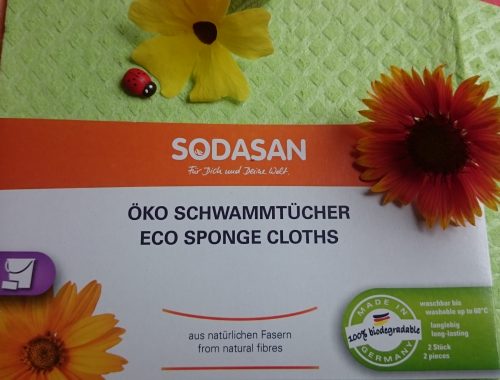 SODASAN
Für Dich und Deine Welt.
ÖKO SCHWAMMTÜCHER
ECO SPONGE CLOTHS
aus natürlichen Fasern
from natural fibres
MADE IN
100% biodegradable
GERMANY
waschbar bis
washable up to 60°C
langlebig
long-lasting
2 Stück
2 pieces